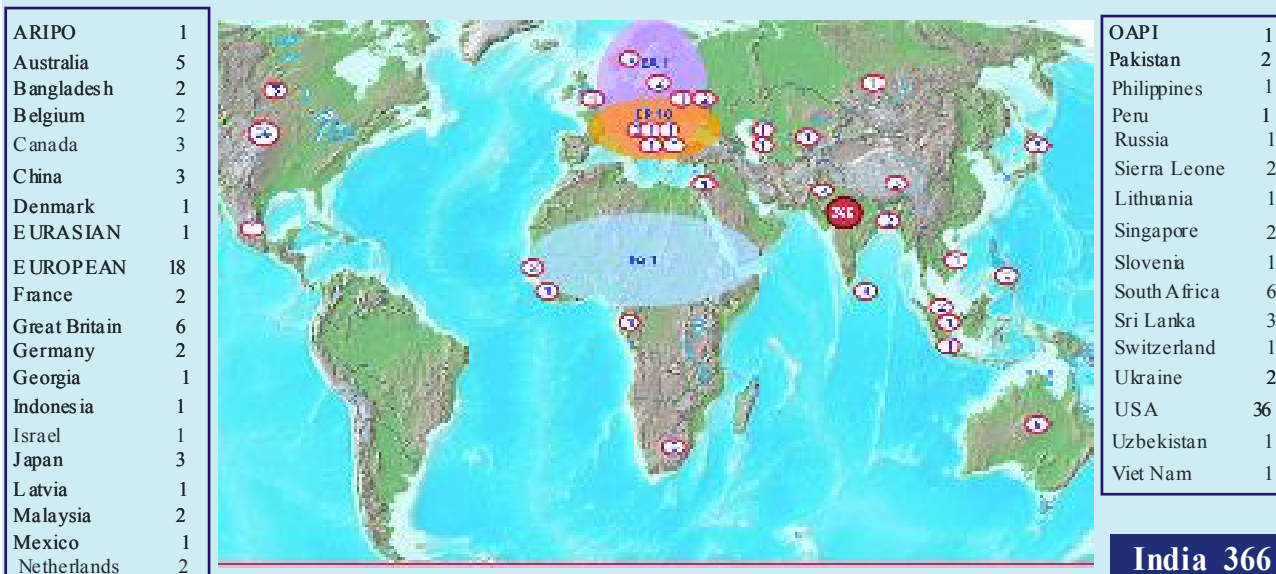 ARIPO 1
Australia 5
Bangladesh 2
Belgium 2
Canada 3
China 3
Denmark 1
EURASIAN 1
EUROPEAN 18
France 2
Great Britain 6
Germany 2
Georgia 1
Indonesia 1
Israel 1
Japan 3
Latvia 1
Malaysia 2
Mexico 1
Netherlands 2
366
OAPI 1
Pakistan 2
Philippines 1
Peru 1
Russia 1
Sierra Leone 2
Lithuania 1
Singapore 2
Slovenia 1
South Africa 6
Sri Lanka 3
Switzerland 1
Ukraine 2
USA 36
Uzbekistan 1
Viet Nam 1
India 366